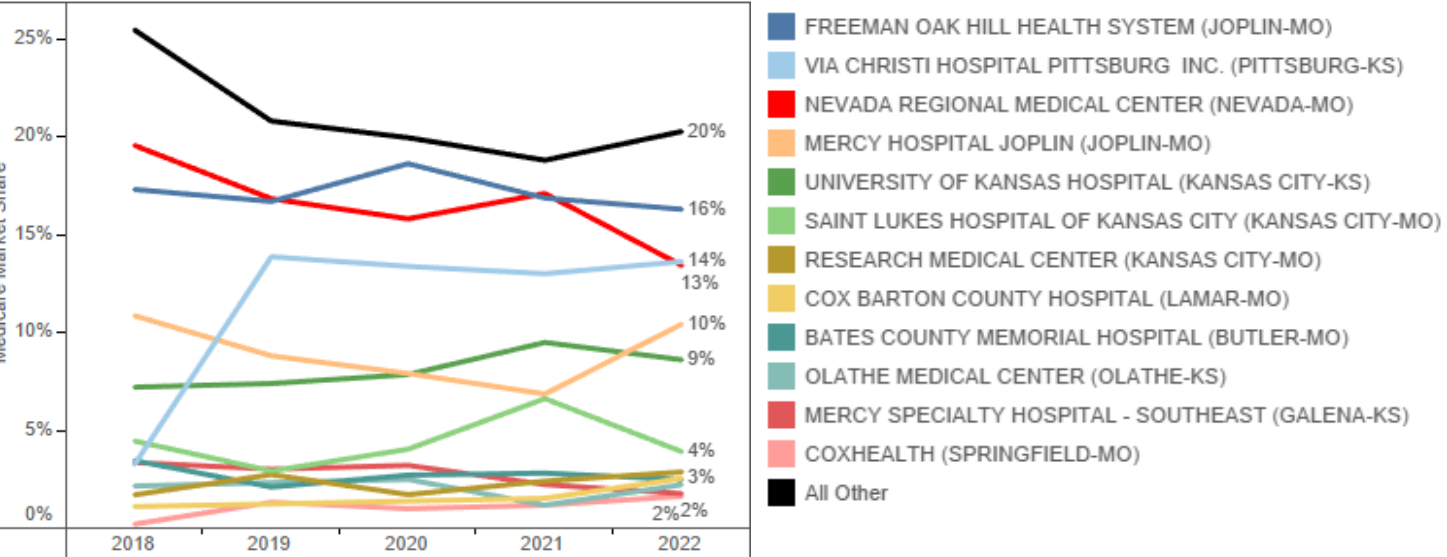 25%
20%
15%
10%
5%
0%
Medicare Market Share
2018 2019 2020 2021 2022
20%
16%
14%
13%
10%
9%
4%
3%
2% 2%
FREEMAN OAK HILL HEALTH SYSTEM (JOPLIN-MO)
VIA CHRISTI HOSPITAL PITTSBURG INC. (PITTSBURG-KS)
NEVADA REGIONAL MEDICAL CENTER (NEVADA-MO)
MERCY HOSPITAL JOPLIN (JOPLIN-MO)
UNIVERSITY OF KANSAS HOSPITAL (KANSAS CITY-KS)
SAINT LUKES HOSPITAL OF KANSAS CITY (KANSAS CITY-MO)
RESEARCH MEDICAL CENTER (KANSAS CITY-MO)
COX BARTON COUNTY HOSPITAL (LAMAR-MO)
BATES COUNTY MEMORIAL HOSPITAL (BUTLER-MO)
OLATHE MEDICAL CENTER (OLATHE-KS)
MERCY SPECIALTY HOSPITAL - SOUTHEAST (GALENA-KS)
COXHEALTH (SPRINGFIELD-MO)
All Other